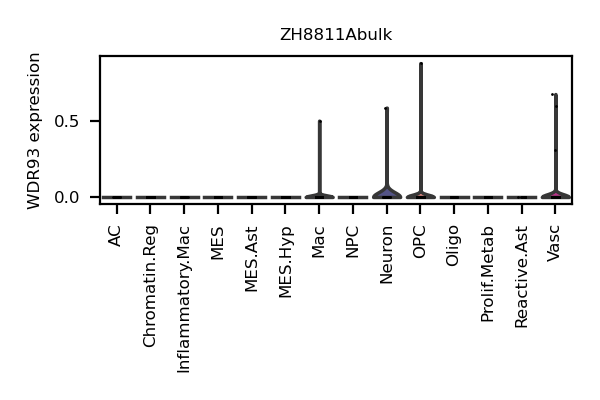 ZH8811Abulk
WDR93 expression
0.5
0.0
AC
Chromatin.Reg
Inflammatory.Mac
MES
MES.Ast
MES.Hyp
Mac
NPC
Neuron
OPC
Oligo
Prolif.Metab
Reactive.Ast
Vasc